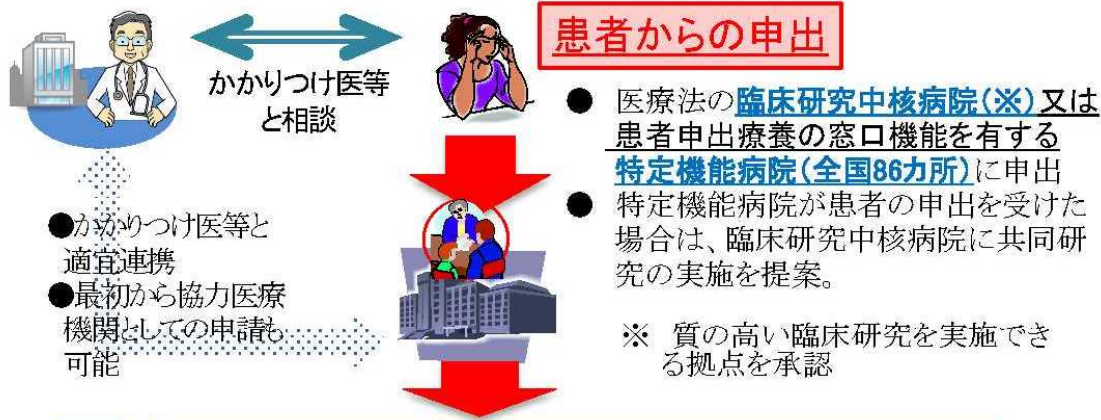 患者からの申出
かかりつけ医等
と相談
● 医療法の臨床研究中核病院(※)又は
患者申出療養の窓口機能を有する
特定機能病院(全国86カ所)に申出
● 特定機能病院が患者の申出を受けた
場合は、臨床研究中核病院に共同研
究の実施を提案。
※ 質の高い臨床研究を実施でき
る拠点を承認
●かかりつけ医等と
適宜連携
●最初から協力医療
機関としての申請も
可能